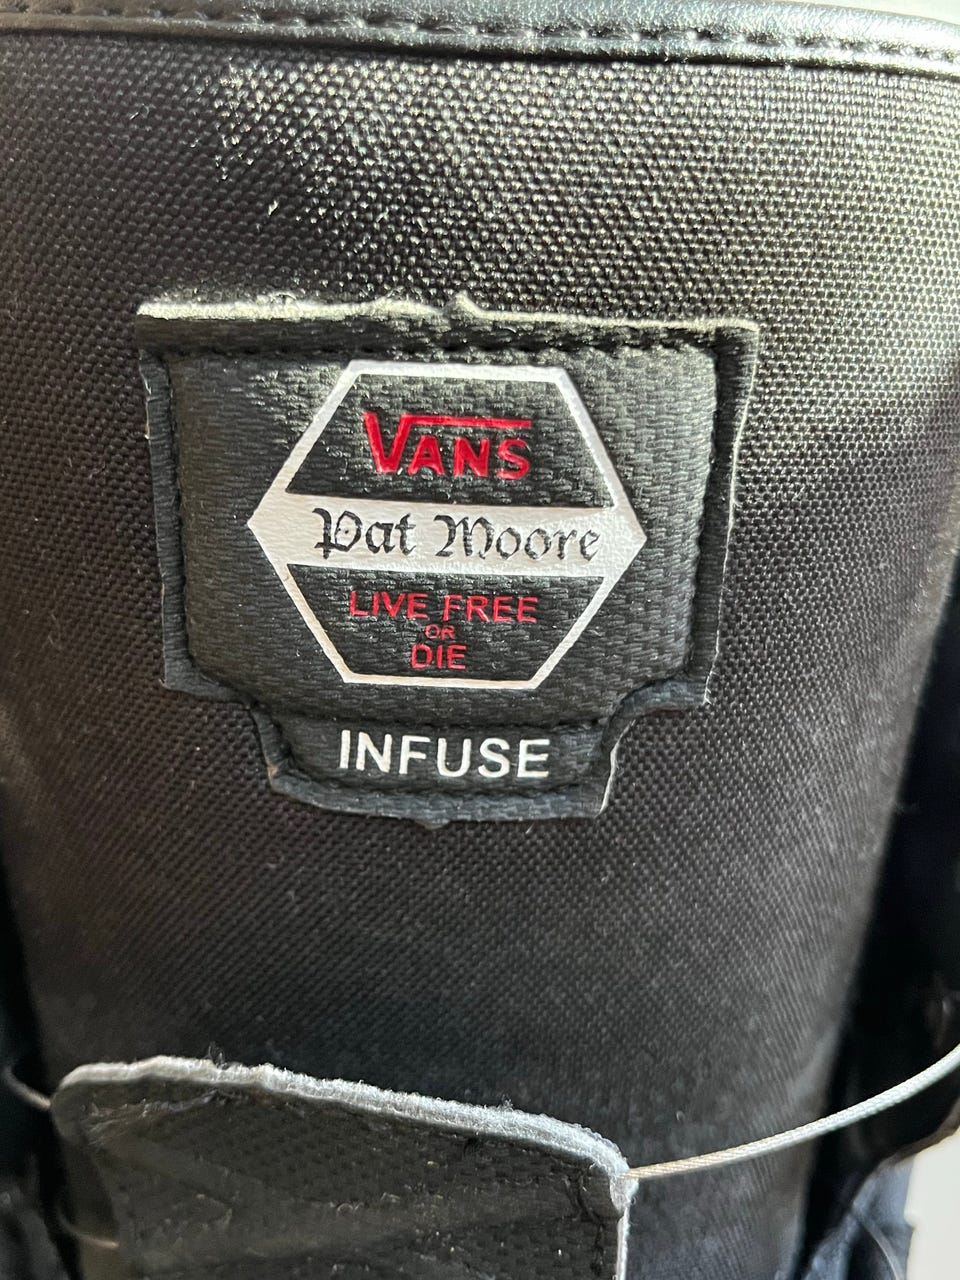 VANS
Pat Moore
LIVE FREE
OR
DIE
INFUSE